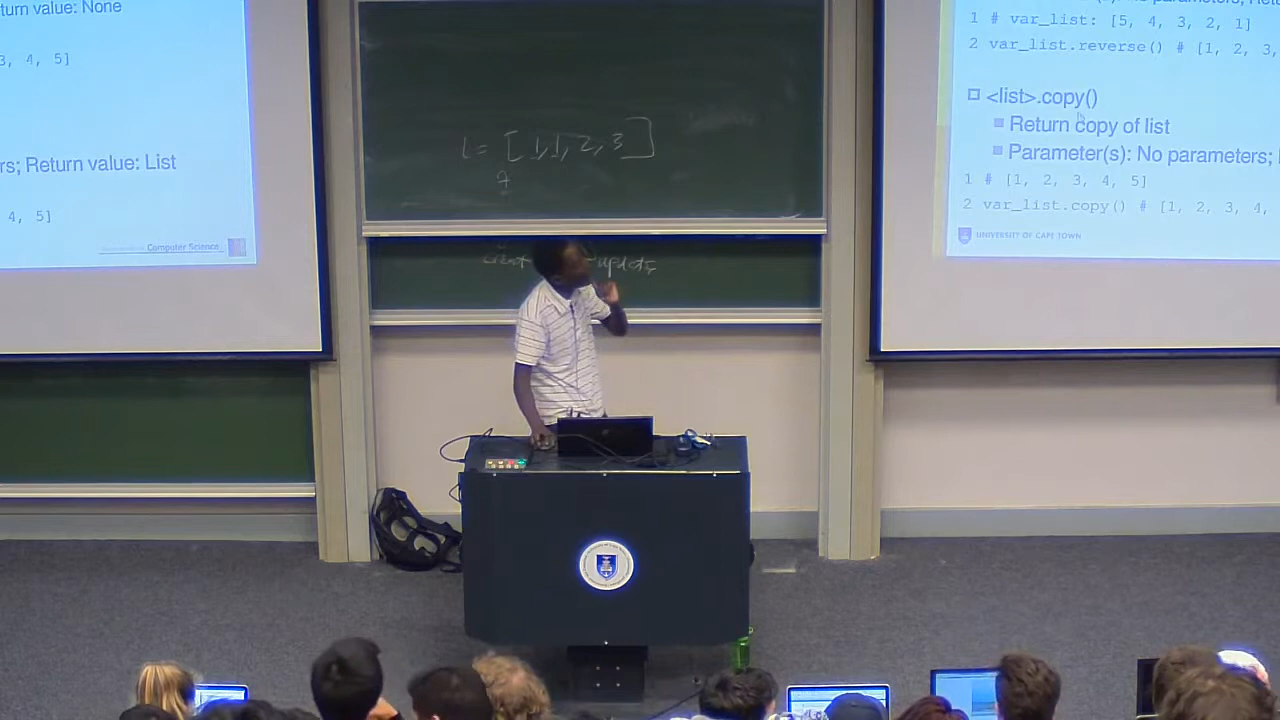 turn value: None
3, 4, 5]
rs; Return value: List
4, 5]
Computer Science
L = [1,1,2,3]
1 # var_list: [5, 4, 3, 2, 1]
2 var_list.reverse() # [1, 2, 3,
<list>.copy()
Return copy of list
Parameter(s): No parameters;
1 # [1, 2, 3, 4, 5]
2 var_list.copy() # [1, 2, 3, 4,
UNIVERSITY OF CAPE TOWN